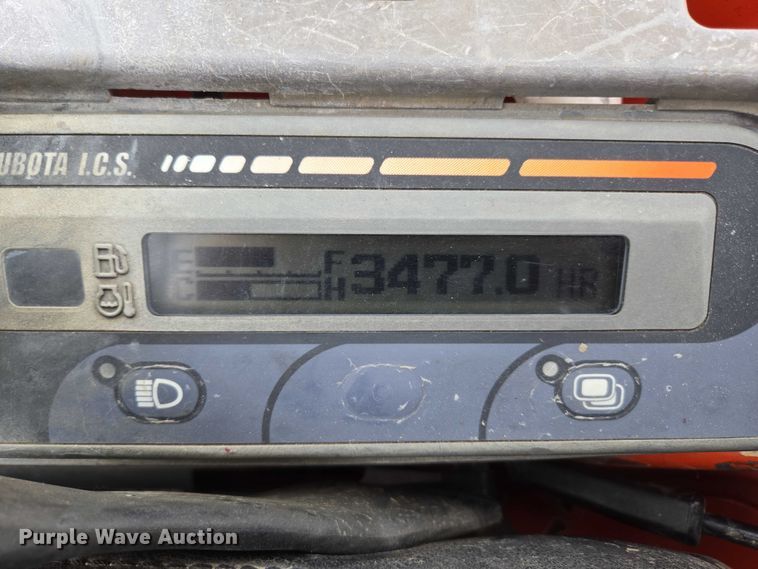 UBOTA I.C.S.
E F
C H
3477.0 HR
Purple Wave Auction